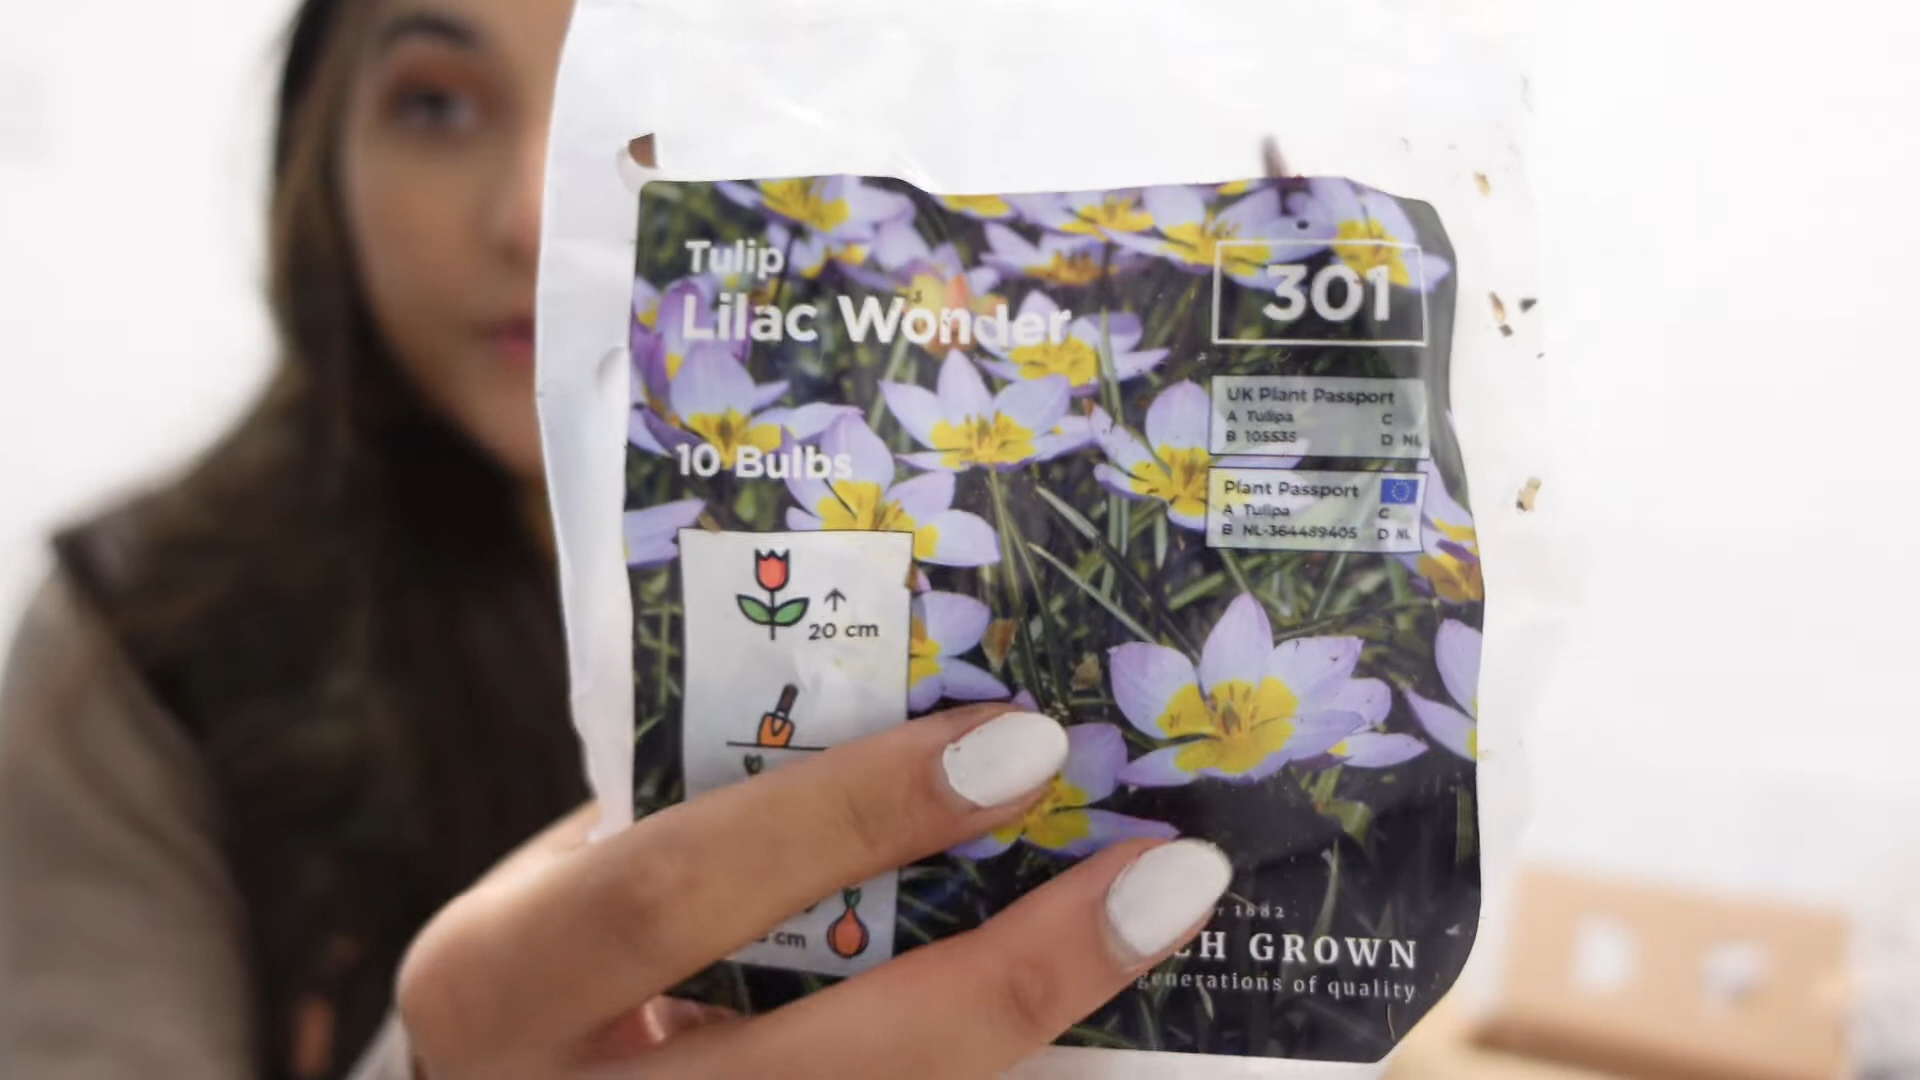 Tulip
Lilac Wonder
10 Bulbs
301
UK Plant Passport
A Tulipa C
B 105535 D NL
Plant Passport
A Tulipa C
B NL-364489405 D NL
20 cm
cm
1882
GROWN
generations of quality